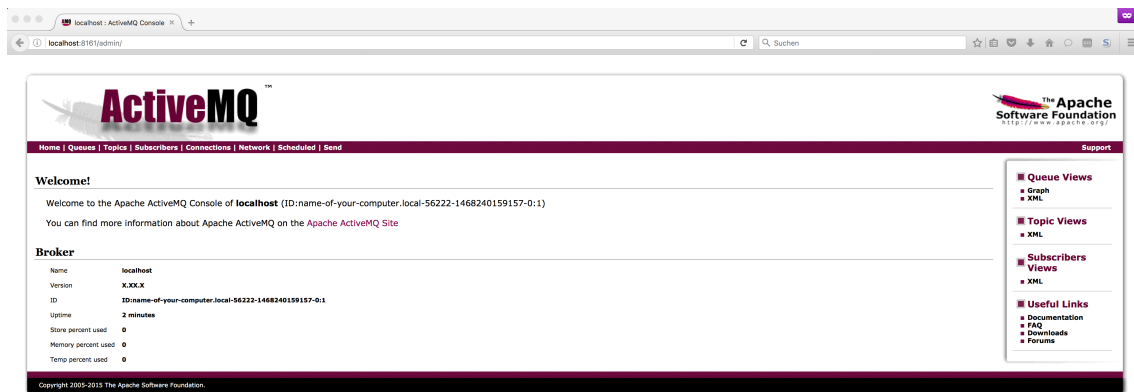 localhost : ActiveMQ Console × +
localhost:8161/admin/
Suchen
ActiveMQ™
The Apache
Software Foundation
http://www.apache.org/
Home | Queues | Topics | Subscribers | Connections | Network | Scheduled | Send
Support
Welcome!
Welcome to the Apache ActiveMQ Console of localhost (ID:name-of-your-computer.local-56222-1468240159157-0:1)
You can find more information about Apache ActiveMQ on the Apache ActiveMQ Site
Broker
Name localhost
Version X.XX.X
ID ID:name-of-your-computer.local-56222-1468240159157-0:1
Uptime 2 minutes
Store percent used 0
Memory percent used 0
Temp percent used 0
Queue Views
Graph
XML
Topic Views
XML
Subscribers
Views
XML
Useful Links
Documentation
FAQ
Downloads
Forums
Copyright 2005-2015 The Apache Software Foundation.